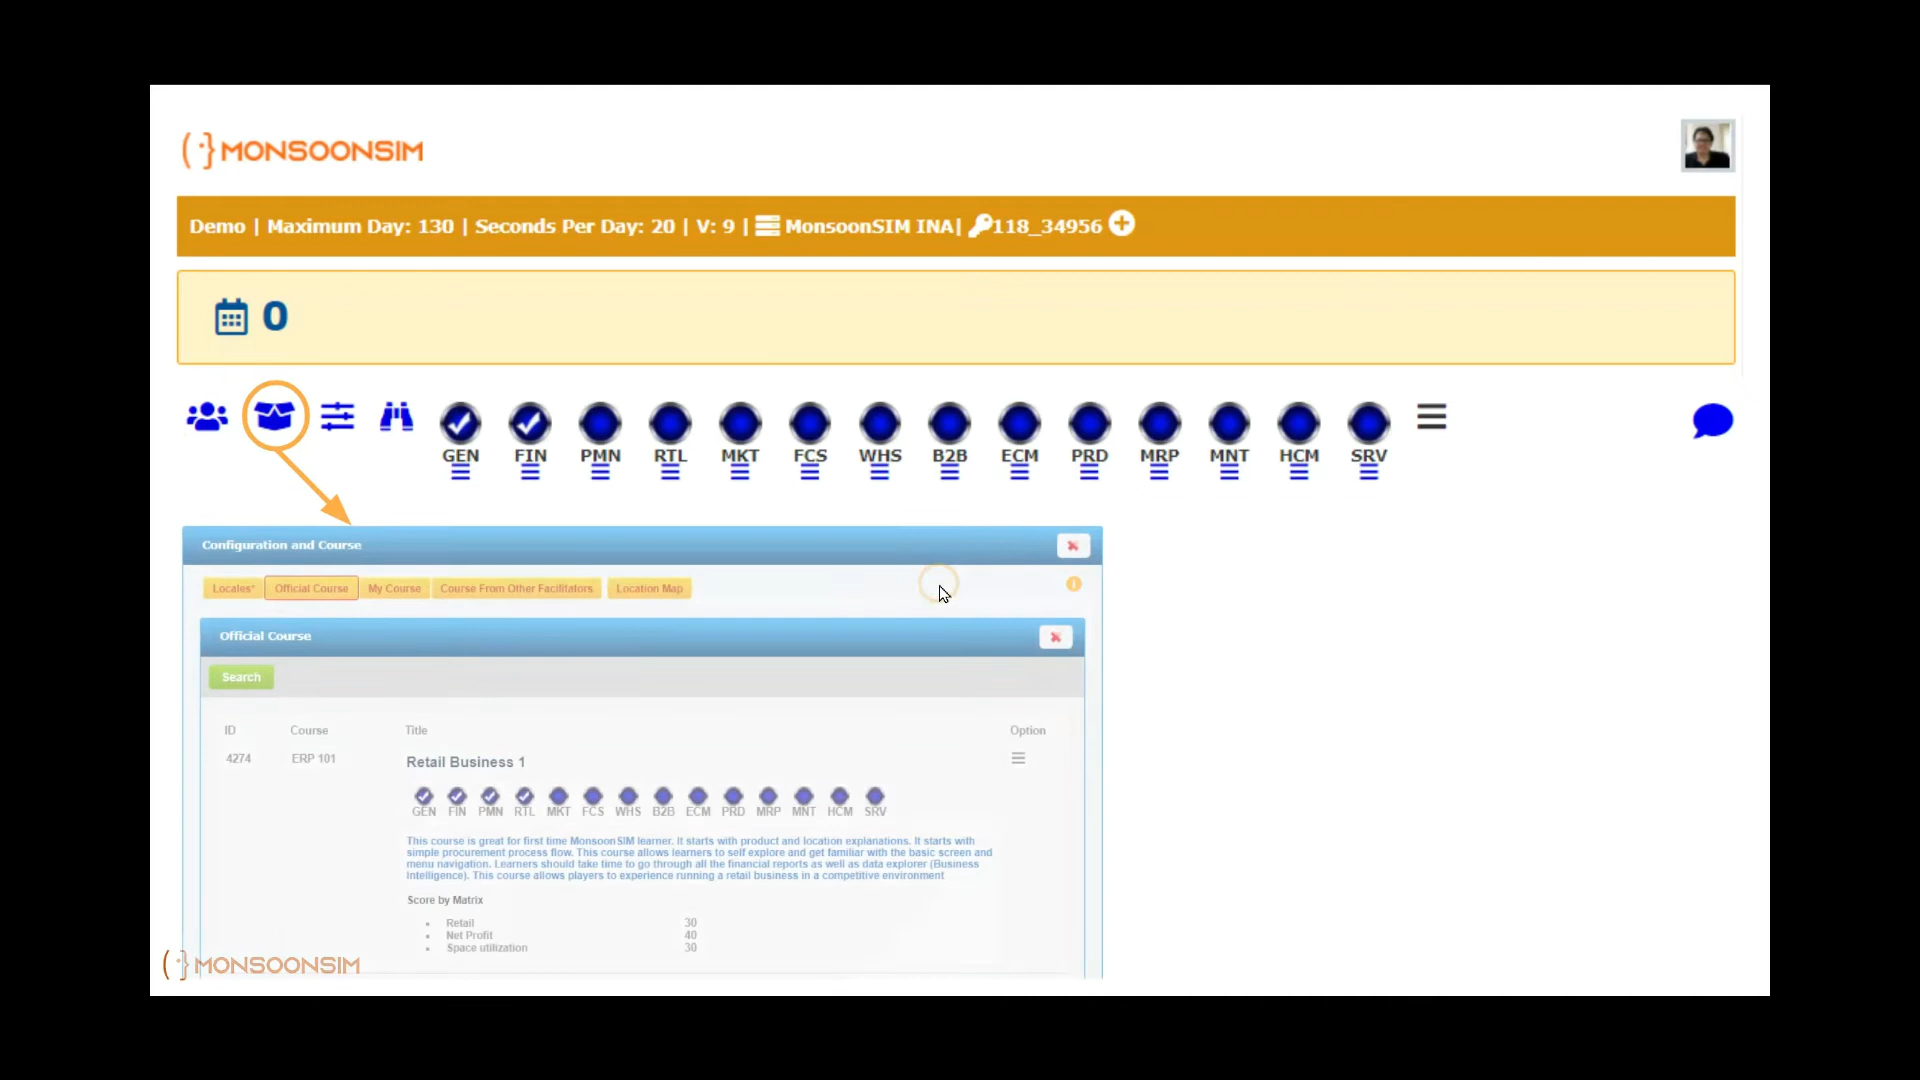 MONSOONSIM
Demo | Maximum Day: 130 | Seconds Per Day: 20 | V: 9 | MonsoonSIM INA| 118_34956
0
GEN FIN PMN RTL MKT FCS WHS B2B ECM PRD MRP MNT HCM SRV
Configuration and Course
Locales* Official Course My Course Course From Other Facilitators Location Map
Official Course
Search
ID Course Title Option
4274 ERP 101 Retail Business 1
GEN FIN PMN RTL MKT FCS WHS B2B ECM PRD MRP MNT HCM SRV
This course is great for first time MonsoonSIM learner. It starts with product and location explanations. It starts with
simple procurement process flow. This course allows learners to self explore and get familiar with the basic screen and
menu navigation. Learners should take time to go through all the financial reports as well as data explorer (Business
Intelligence). This course allows players to experience running a retail business in a competitive environment
Score by Matrix
Retail 30
Net Profit 40
Space utilization 30
MONSOONSIM